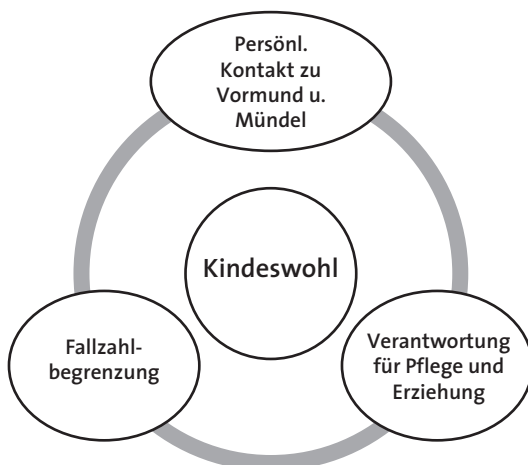 Persönl.
Kontakt zu
Vormund u.
Mündel
Kindeswohl
Fallzahl-
begrenzung
Verantwortung
für Pflege und
Erziehung